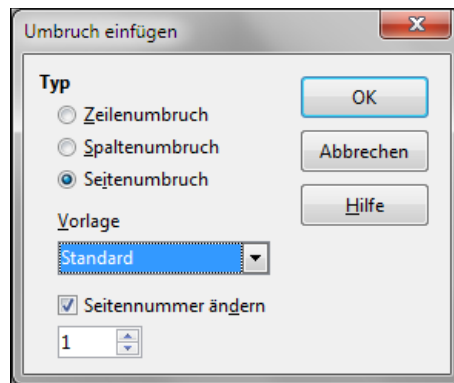 Umbruch einfügen
Typ
Zeilenumbruch
Spaltenumbruch
Seitenumbruch
Vorlage
Standard
Seitennummer ändern
1
OK
Abbrechen
Hilfe